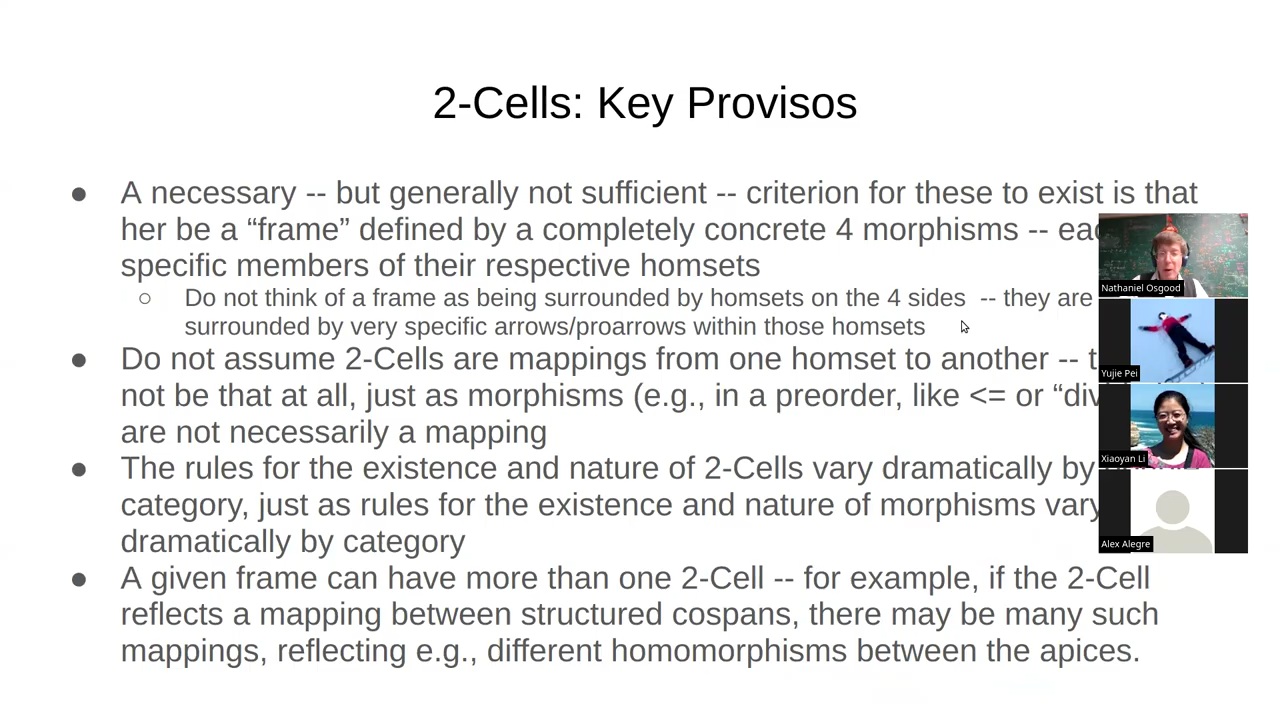 2-Cells: Key Provisos
● A necessary -- but generally not sufficient -- criterion for these to exist is that
her be a “frame” defined by a completely concrete 4 morphisms --
specific members of their respective homsets
○ Do not think of a frame as being surrounded by homsets on the 4 sides -- they are
surrounded by very specific arrows/proarrows within those homsets
● Do not assume 2-Cells are mappings from one homset to another --
not be that at all, just as morphisms (e.g., in a preorder, like <= or
are not necessarily a mapping
● The rules for the existence and nature of 2-Cells vary dramatically by
category, just as rules for the existence and nature of morphisms vary
dramatically by category
● A given frame can have more than one 2-Cell -- for example, if the 2-Cell
reflects a mapping between structured cospans, there may be many such
mappings, reflecting e.g., different homomorphisms between the apices.
Nathaniel Osgood
Yujie Pei
Xiaoyan Li
Alex Alegre